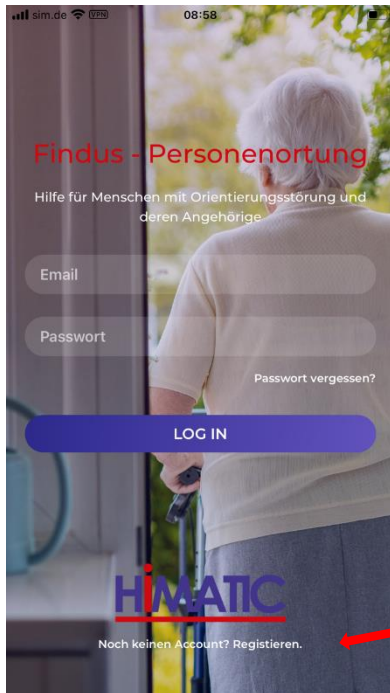 sim.de VPN 08:58
Findus - Personenortung
Hilfe für Menschen mit Orientierungsstörung und
deren Angehörige
Email
Passwort
Passwort vergessen?
LOG IN
HiMATIC
Noch keinen Account? Registieren.